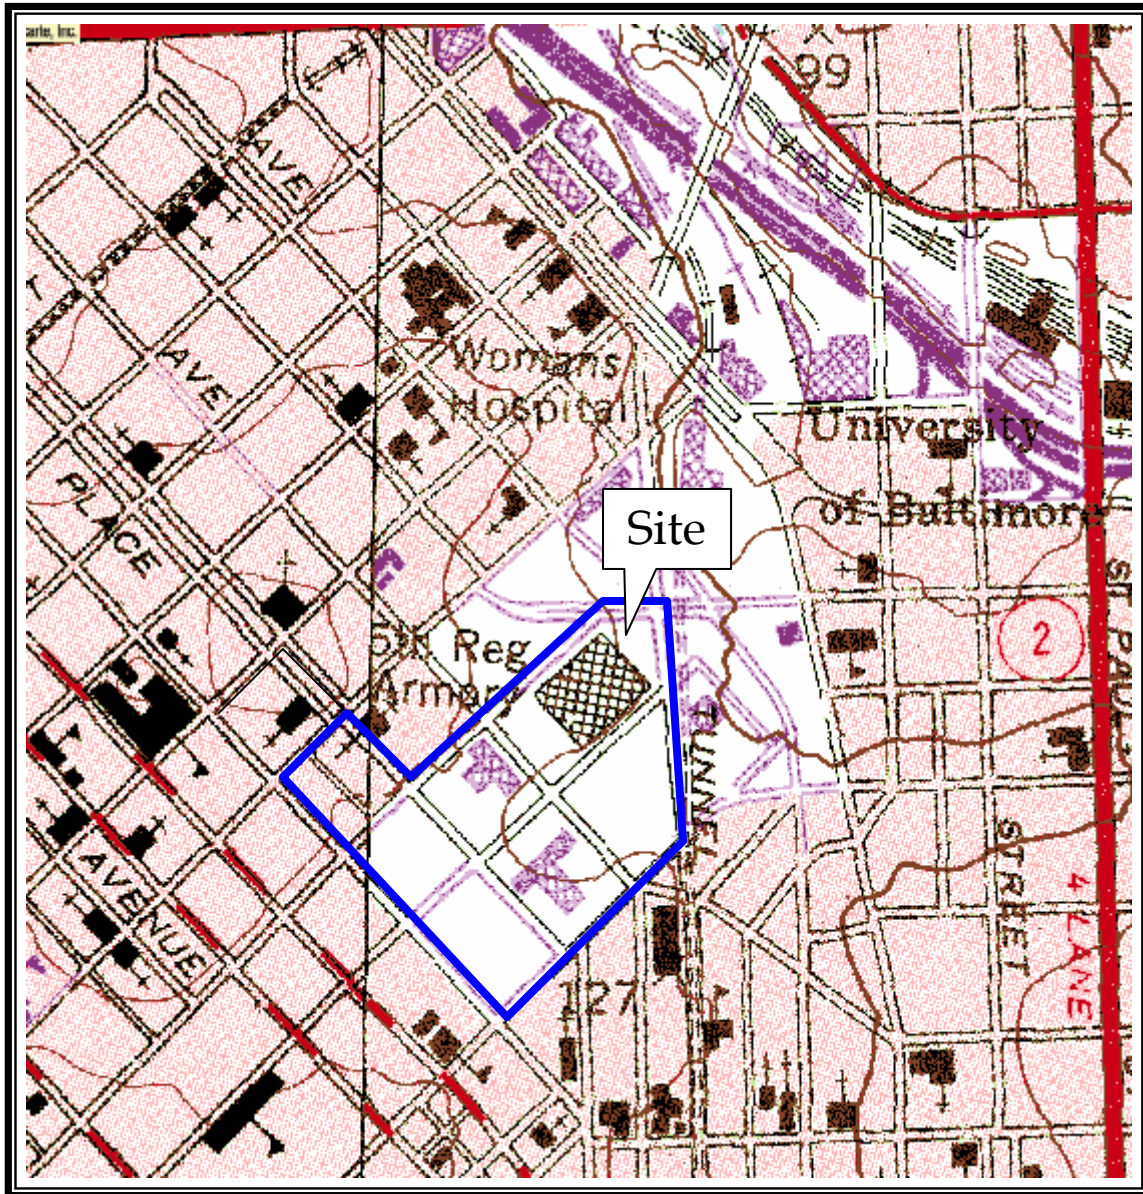 99
AVE
Womans
Hospital
AVE
University
of Baltimore
PLACE
Site
5th Reg
Armory
2
ST PAUL
TUNNEL
STREET
4 LANE
AVENUE
127